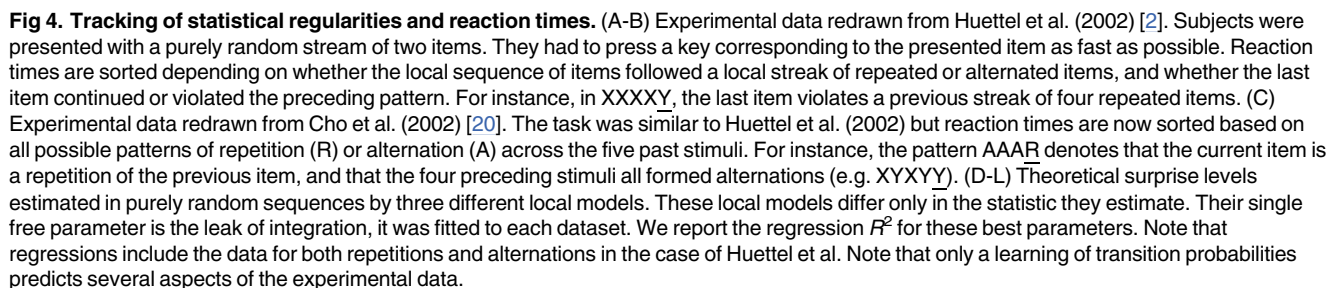 Fig 4. Tracking of statistical regularities and reaction times. (A-B) Experimental data redrawn from Huettel et al. (2002) [2]. Subjects were
presented with a purely random stream of two items. They had to press a key corresponding to the presented item as fast as possible. Reaction
times are sorted depending on whether the local sequence of items followed a local streak of repeated or alternated items, and whether the last
item continued or violated the preceding pattern. For instance, in XXXXY, the last item violates a previous streak of four repeated items. (C)
Experimental data redrawn from Cho et al. (2002) [20]. The task was similar to Huettel et al. (2002) but reaction times are now sorted based on
all possible patterns of repetition (R) or alternation (A) across the five past stimuli. For instance, the pattern AAAR denotes that the current item is
a repetition of the previous item, and that the four preceding stimuli all formed alternations (e.g. XYXYY). (D-L) Theoretical surprise levels
estimated in purely random sequences by three different local models. These local models differ only in the statistic they estimate. Their single
free parameter is the leak of integration, it was fitted to each dataset. We report the regression R² for these best parameters. Note that
regressions include the data for both repetitions and alternations in the case of Huettel et al. Note that only a learning of transition probabilities
predicts several aspects of the experimental data.